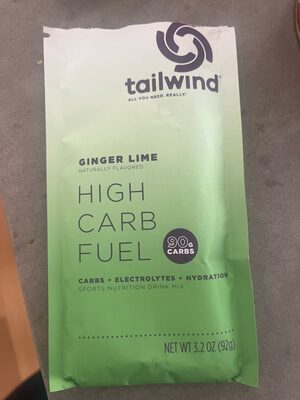 tailwind
ALL YOU NEED. REALLY.®
GINGER LIME
NATURALLY FLAVORED
HIGH
CARB
FUEL
90G
CARBS
CARBS + ELECTROLYTES + HYDRATION
SPORTS NUTRITION DRINK MIX
NET WT 3.2 OZ (92g)